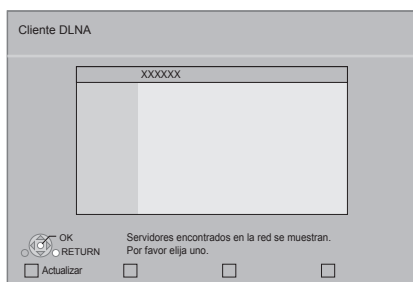 Cliente DLNA
XXXXXX
OK
RETURN
Servidores encontrados en la red se muestran.
Por favor elija uno.
Actualizar